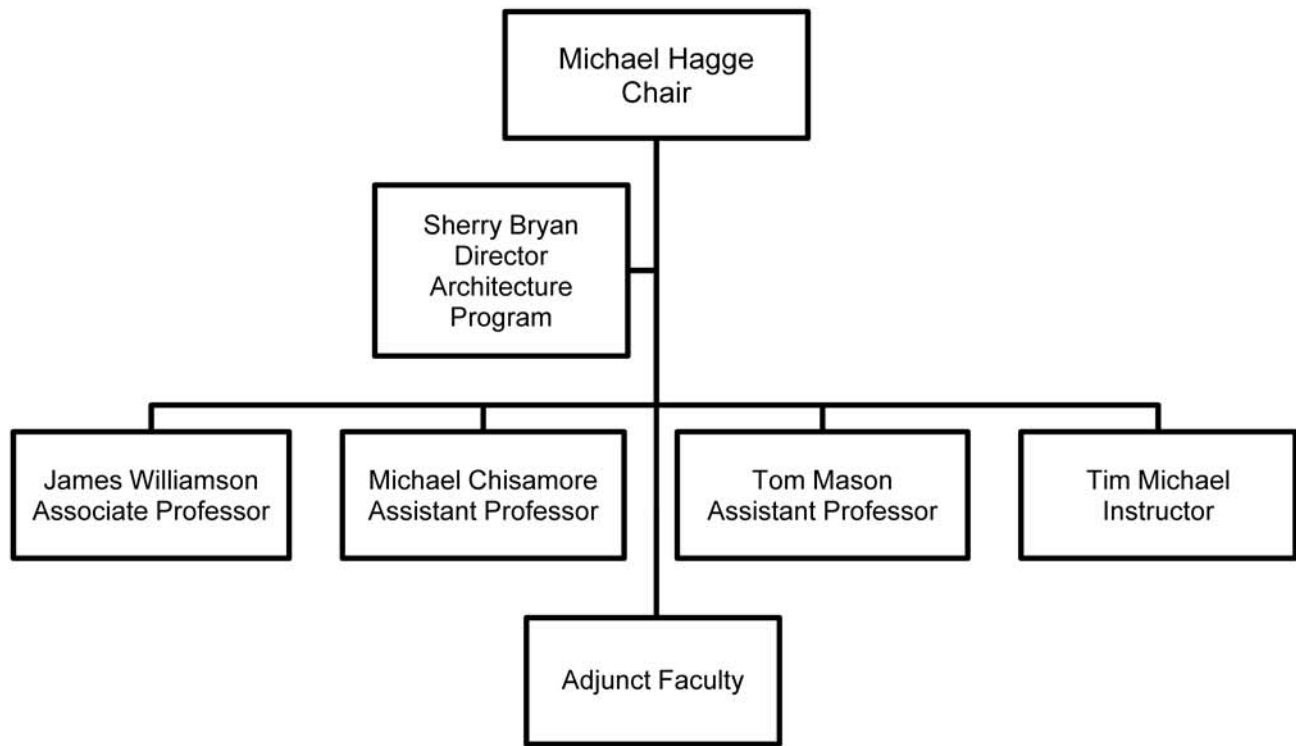 Michael Hagge
Chair
Sherry Bryan
Director
Architecture
Program
James Williamson
Associate Professor
Michael Chisamore
Assistant Professor
Tom Mason
Assistant Professor
Tim Michael
Instructor
Adjunct Faculty